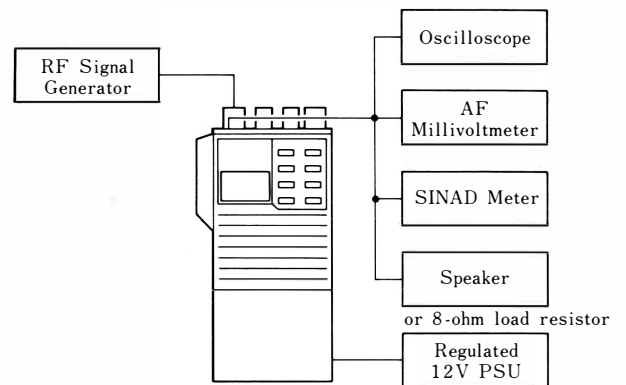 RF Signal
Generator
Oscilloscope
AF
Millivoltmeter
SINAD Meter
Speaker
or 8-ohm load resistor
Regulated
12V PSU